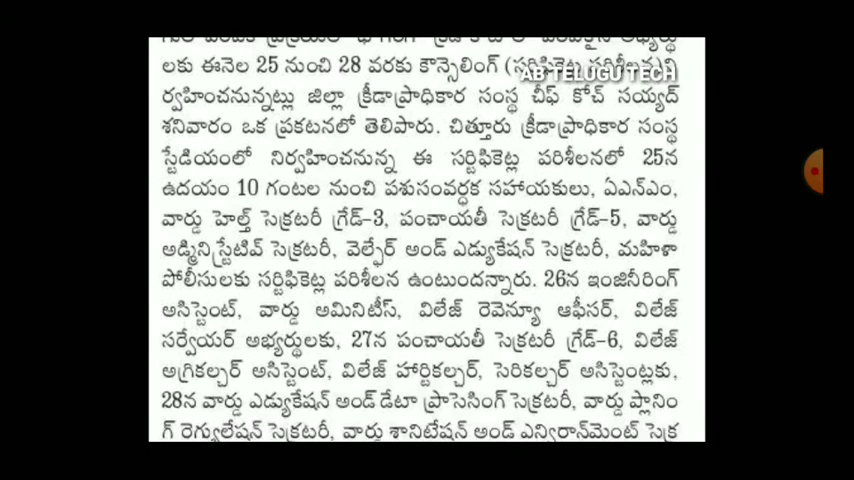 లకు ఈనెల 25 నుంచి 28 వరకు కౌన్సెలింగ్ (సర్టిఫికెట్ల పరిశీలన)ని
AB TELUGU TECH
ర్వహించనున్నట్లు జిల్లా క్రీడాప్రాధికార సంస్థ చీఫ్ కోచ్ సయ్యద్
శనివారం ఒక ప్రకటనలో తెలిపారు. చిత్తూరు క్రీడాప్రాధికార సంస్థ
స్టేడియంలో నిర్వహించనున్న ఈ సర్టిఫికెట్ల పరిశీలనలో 25న
ఉదయం 10 గంటల నుంచి పశుసంవర్ధక సహాయకులు, ఏఎన్ఎం,
వార్డు హెల్త్ సెక్రటరీ గ్రేడ్-3, పంచాయతీ సెక్రటరీ గ్రేడ్-5, వార్డు
అడ్మినిస్ట్రేటివ్ సెక్రటరీ, వెల్ఫేర్ అండ్ ఎడ్యుకేషన్ సెక్రటరీ, మహిళా
పోలీసులకు సర్టిఫికెట్ల పరిశీలన ఉంటుందన్నారు. 26న ఇంజినీరింగ్
అసిస్టెంట్, వార్డు అమినిటీస్, విలేజ్ రెవెన్యూ ఆఫీసర్, విలేజ్
సర్వేయర్ అభ్యర్థులకు, 27న పంచాయతీ సెక్రటరీ గ్రేడ్-6, విలేజ్
అగ్రికల్చర్ అసిస్టెంట్, విలేజ్ హార్టికల్చర్, సెరికల్చర్ అసిస్టెంట్లకు,
28న వార్డు ఎడ్యుకేషన్ అండ్ డేటా ప్రాసెసింగ్ సెక్రటరీ, వార్డు ప్లానిం
గ్ రెగ్యులేషన్ సెక్రటరీ, వార్డు శానిటేషన్ అండ్ ఎన్విరాన్‌మెంట్ సెక్ర